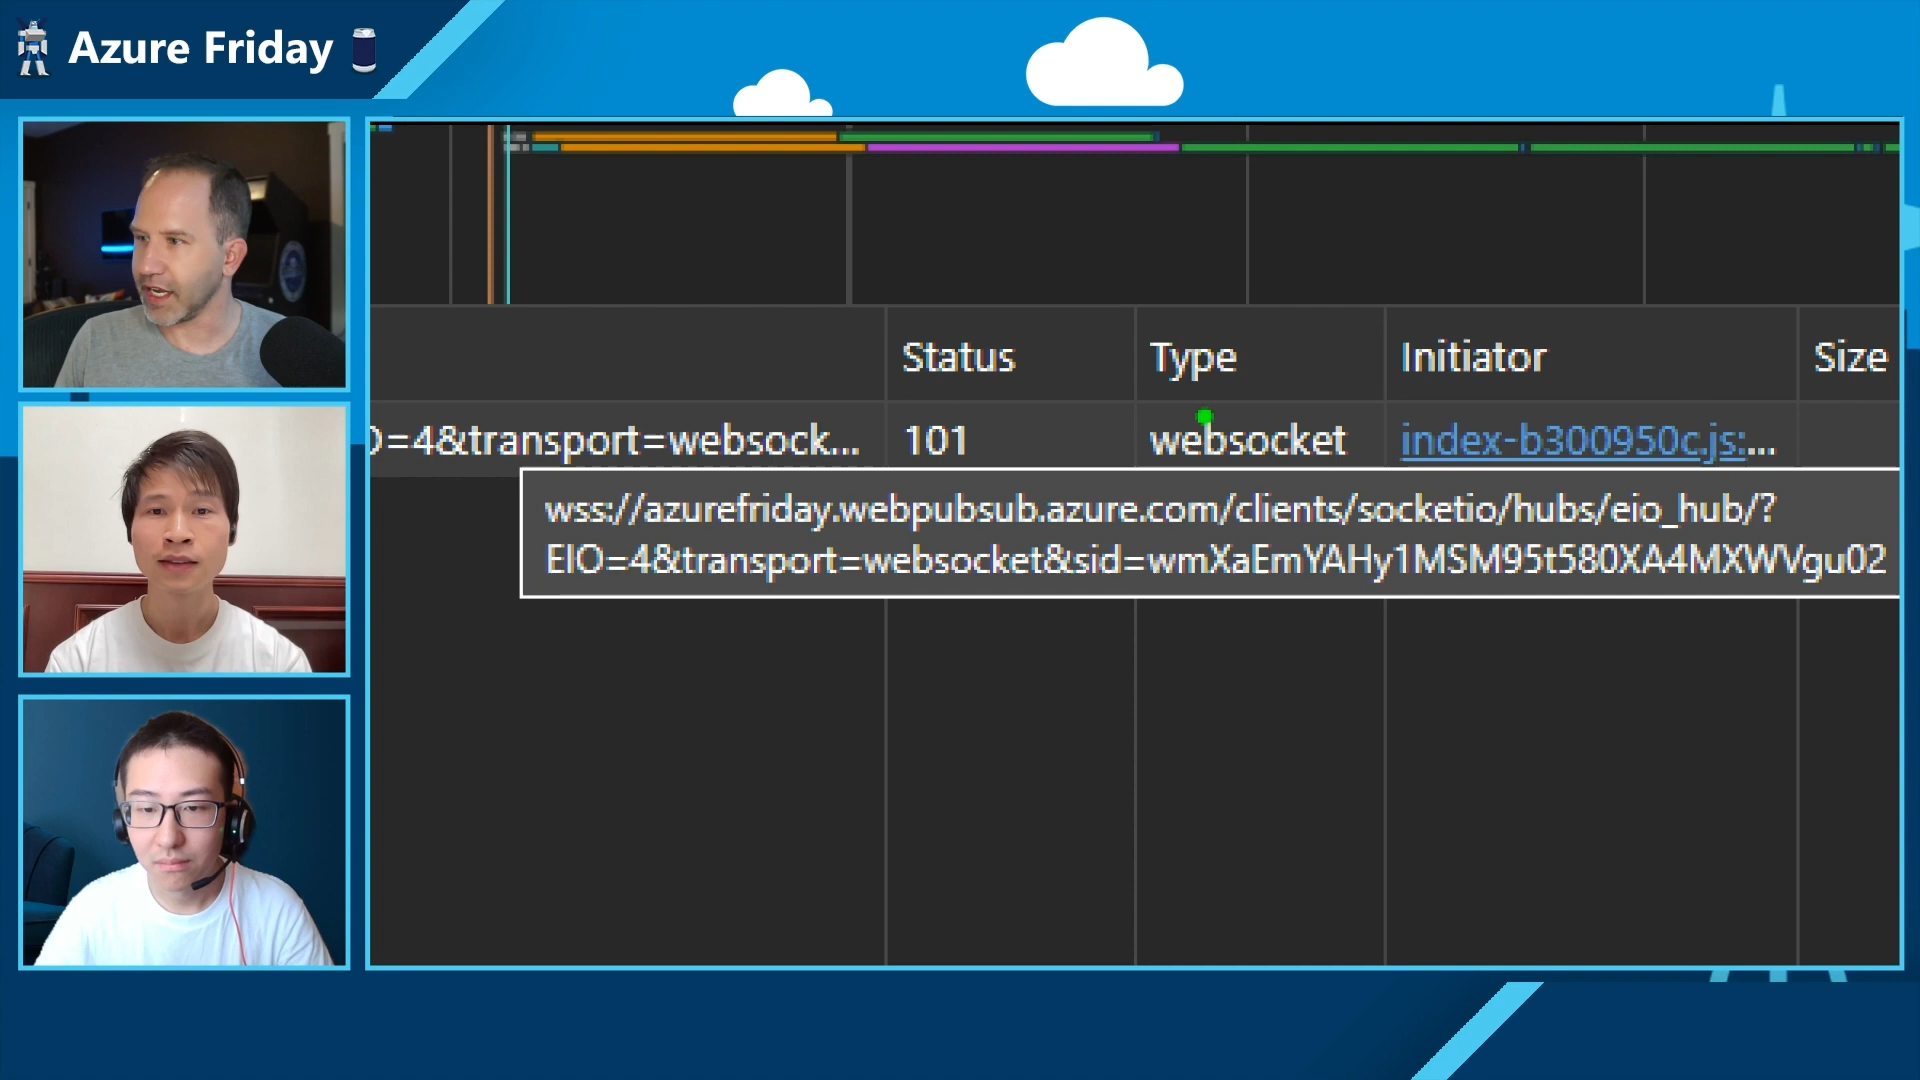 Azure Friday
Status Type Initiator Size
O=4&transport=websock... 101 websocket index-b300950c.js:...
wss://azurefriday.webpubsub.azure.com/clients/socketio/hubs/eio_hub/?
EIO=4&transport=websocket&sid=wmXaEmYAHy1MSM95t580XA4MXWVgu02